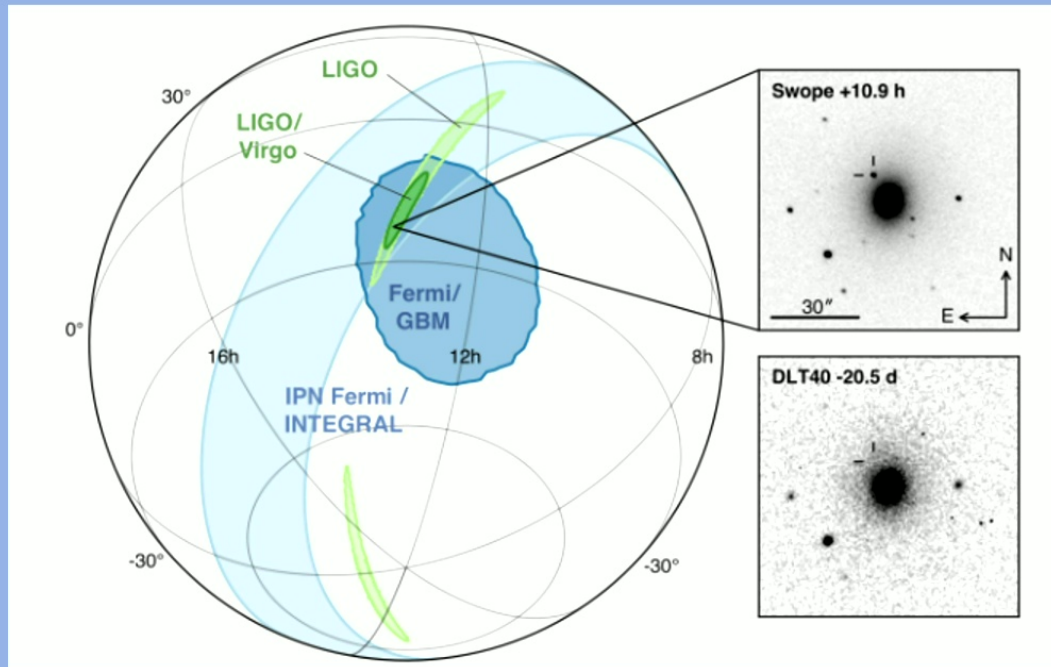 LIGO
30°
LIGO/
Virgo
Swope +10.9 h
N
E
30″
Fermi/
GBM
0°
16h
12h
8h
DLT40 -20.5 d
IPN Fermi /
INTEGRAL
-30°
-30°